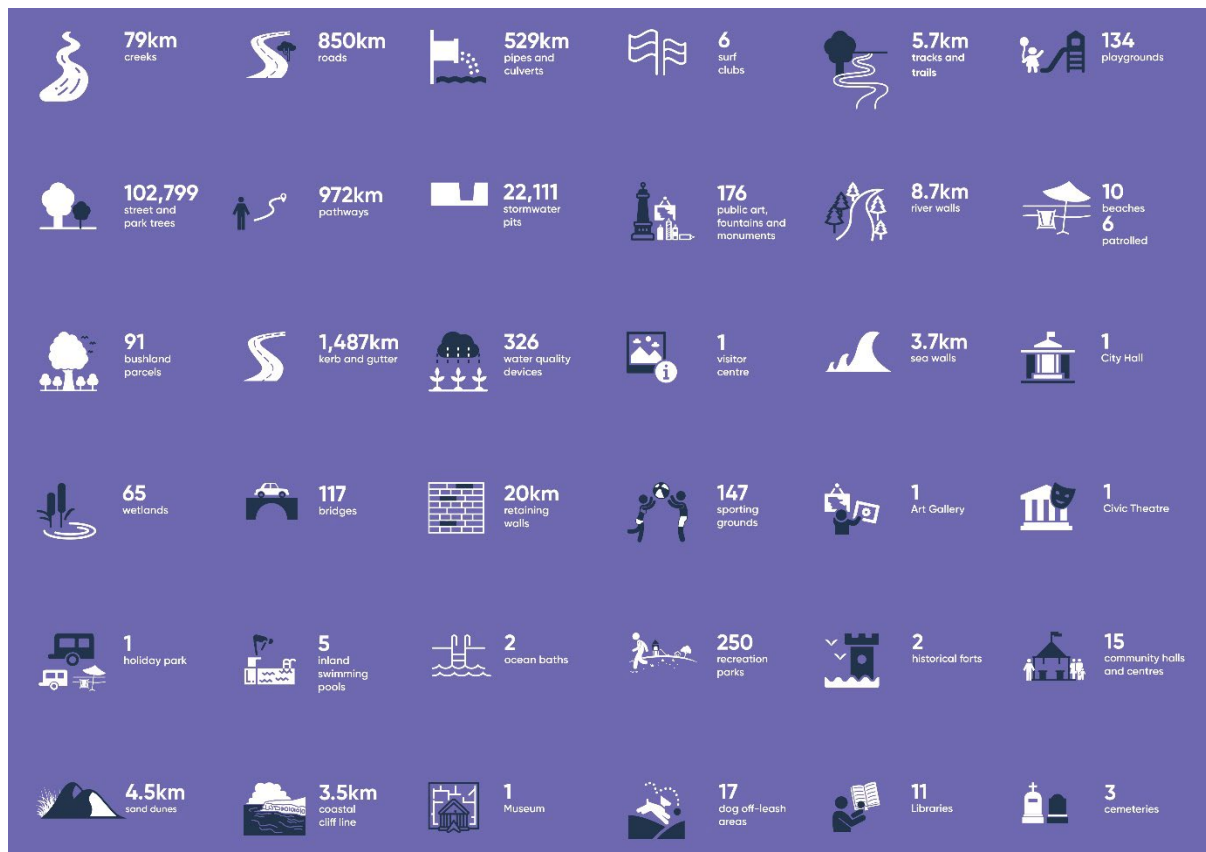 79km
creeks
850km
roads
529km
pipes and
culverts
6
surf
clubs
5.7km
tracks and
trails
134
playgrounds
102,799
street and
park trees
972km
pathways
22,111
stormwater
pits
176
public art,
fountains and
monuments
8.7km
river walls
10
beaches
6
patrolled
91
bushland
parcels
1,487km
kerb and gutter
326
water quality
devices
1
visitor
centre
3.7km
sea walls
1
City Hall
65
wetlands
117
bridges
20km
retaining
walls
147
sporting
grounds
1
Art Gallery
1
Civic Theatre
1
holiday park
5
inland
swimming
pools
2
ocean baths
250
recreation
parks
2
historical forts
15
community halls
and centres
4.5km
sand dunes
3.5km
coastal
cliff line
1
Museum
17
dog off-leash
areas
11
Libraries
3
cemeteries